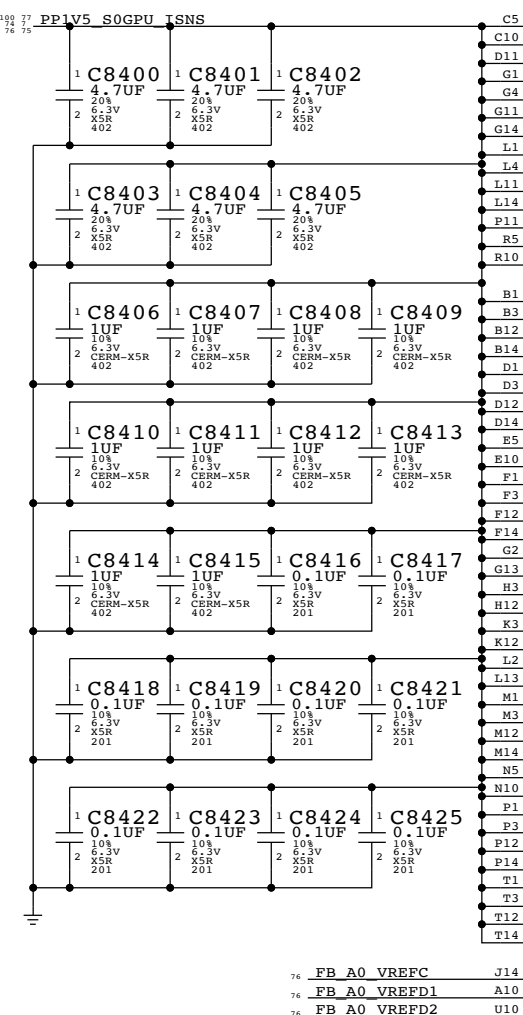 100 77 PP1V5_S0GPU_ISNS C5
74 7
76 75
C10
D11
1 C8400 1 C8401 1 C8402 G1
4.7UF 4.7UF 4.7UF G4
20% 20% 20%
6.3V 6.3V 6.3V G11
2 X5R 2 X5R 2 X5R
402 402 402 G14
L1
L4
1 C8403 1 C8404 1 C8405 L11
4.7UF 4.7UF 4.7UF L14
20% 20% 20%
6.3V 6.3V 6.3V P11
2 X5R 2 X5R 2 X5R R5
402 402 402
R10
B1
1 C8406 1 C8407 1 C8408 1 C8409 B3
1UF 1UF 1UF 1UF B12
10% 10% 10% 10%
6.3V 6.3V 6.3V 6.3V B14
2 CERM-X5R 2 CERM-X5R 2 CERM-X5R 2 CERM-X5R
402 402 402 402 D1
D3
D12
D14
1 C8410 1 C8411 1 C8412 1 C8413 E5
1UF 1UF 1UF 1UF
10% 10% 10% 10% E10
6.3V 6.3V 6.3V 6.3V
2 CERM-X5R 2 CERM-X5R 2 CERM-X5R 2 CERM-X5R F1
402 402 402 402
F3
F12
F14
G2
1 C8414 1 C8415 1 C8416 1 C8417 G13
1UF 1UF 0.1UF 0.1UF
10% 10% 10% 10% H3
6.3V 6.3V 6.3V 6.3V
2 CERM-X5R 2 CERM-X5R 2 X5R 2 X5R H12
402 402 201 201
K3
K12
L2
L13
1 C8418 1 C8419 1 C8420 1 C8421 M1
0.1UF 0.1UF 0.1UF 0.1UF M3
10% 10% 10% 10%
6.3V 6.3V 6.3V 6.3V M12
2 X5R 2 X5R 2 X5R 2 X5R
201 201 201 201 M14
N5
N10
P1
1 C8422 1 C8423 1 C8424 1 C8425 P3
0.1UF 0.1UF 0.1UF 0.1UF
10% 10% 10% 10% P12
6.3V 6.3V 6.3V 6.3V
2 X5R 2 X5R 2 X5R 2 X5R P14
201 201 201 201 T1
T3
T12
T14
76 FB_A0_VREFC J14
76 FB_A0_VREFD1 A10
76 FB_A0_VREFD2 U10